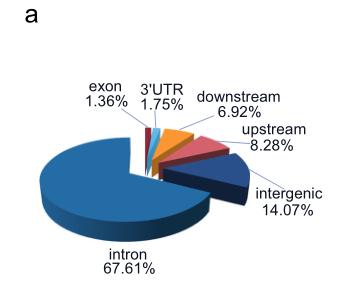 a
exon
1.36%
3'UTR
1.75%
downstream
6.92%
upstream
8.28%
intergenic
14.07%
intron
67.61%